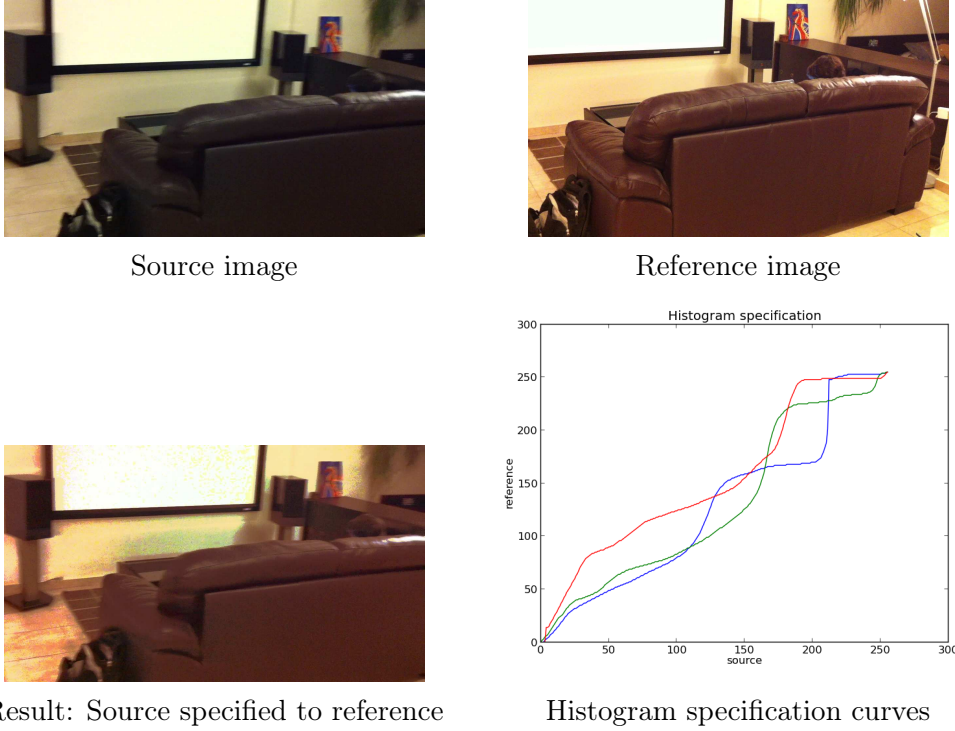 Source image
Reference image
Histogram specification
300
250
200
150
100
50
0
reference
0 50 100 150 200 250 300
source
Result: Source specified to reference
Histogram specification curves